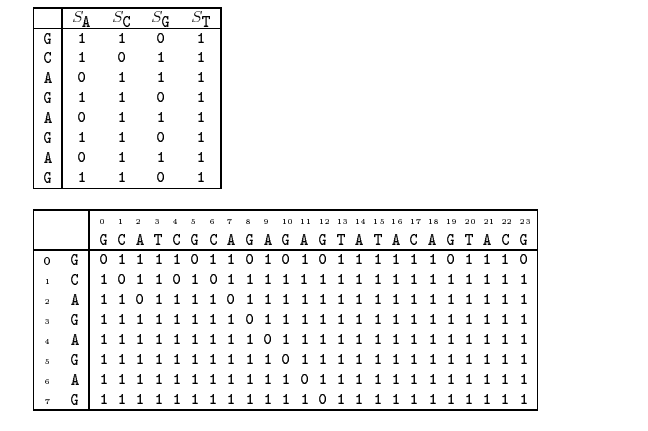 S_A S_C S_G S_T
G 1 1 0 1
C 1 0 1 1
A 0 1 1 1
G 1 1 0 1
A 0 1 1 1
G 1 1 0 1
A 0 1 1 1
G 1 1 0 1
0 1 2 3 4 5 6 7 8 9 10 11 12 13 14 15 16 17 18 19 20 21 22 23
G C A T C G C A G A G A G T A T A C A G T A C G
0 G 0 1 1 1 1 0 1 1 0 1 0 1 0 1 1 1 1 1 1 0 1 1 1 0
1 C 1 0 1 1 0 1 0 1 1 1 1 1 1 1 1 1 1 1 1 1 1 1 1 1
2 A 1 1 0 1 1 1 1 0 1 1 1 1 1 1 1 1 1 1 1 1 1 1 1 1
3 G 1 1 1 1 1 1 1 1 0 1 1 1 1 1 1 1 1 1 1 1 1 1 1 1
4 A 1 1 1 1 1 1 1 1 1 0 1 1 1 1 1 1 1 1 1 1 1 1 1 1
5 G 1 1 1 1 1 1 1 1 1 1 0 1 1 1 1 1 1 1 1 1 1 1 1 1
6 A 1 1 1 1 1 1 1 1 1 1 1 0 1 1 1 1 1 1 1 1 1 1 1 1
7 G 1 1 1 1 1 1 1 1 1 1 1 1 0 1 1 1 1 1 1 1 1 1 1 1